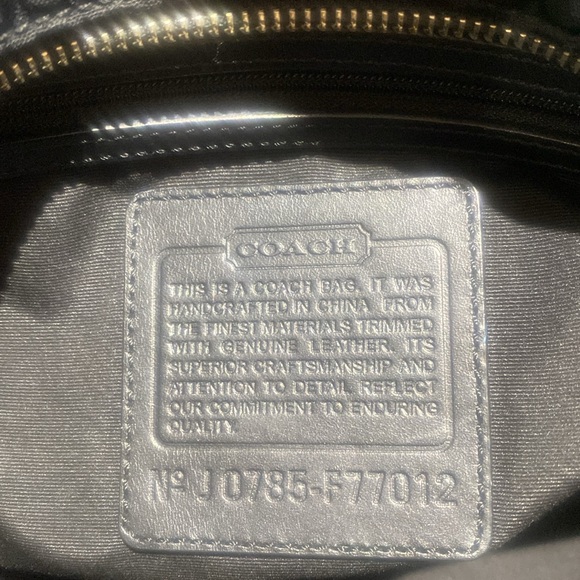 COACH
THIS IS A COACH BAG. IT WAS
HANDCRAFTED IN CHINA FROM
THE FINEST MATERIALS TRIMMED
WITH GENUINE LEATHER. ITS
SUPERIOR CRAFTSMANSHIP AND
ATTENTION TO DETAIL REFLECT
OUR COMMITMENT TO ENDURING
QUALITY.
Nº J0785-F77012